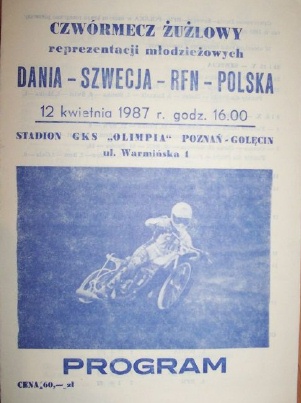 CZWÓRMECZ ŻUŻLOWY
reprezentacji młodzieżowych
DANIA – SZWECJA – RFN – POLSKA
12 kwietnia 1987 r. godz. 16.00
STADION GKS „OLIMPIA” POZNAŃ - GOLĘCIN
ul. Warmińska 1
PROGRAM
CENA 60,— zł